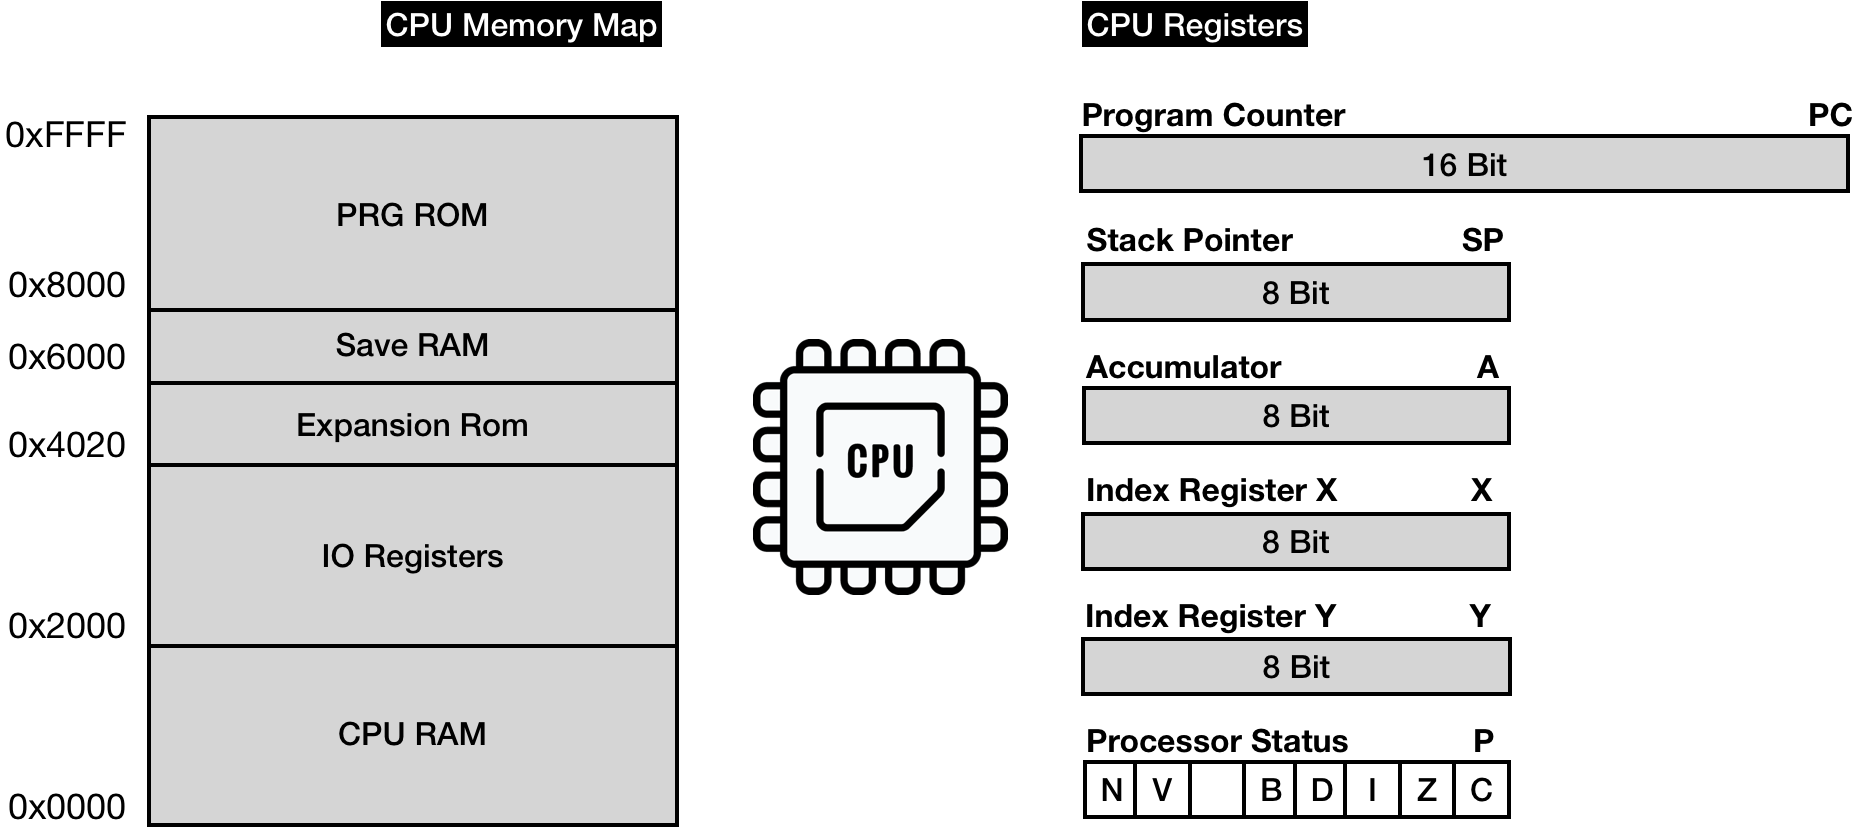 CPU Memory Map
0xFFFF
PRG ROM
0x8000
Save RAM
0x6000
Expansion Rom
0x4020
IO Registers
0x2000
CPU RAM
0x0000
CPU
CPU Registers
Program Counter PC
16 Bit
Stack Pointer SP
8 Bit
Accumulator A
8 Bit
Index Register X X
8 Bit
Index Register Y Y
8 Bit
Processor Status P
N V B D I Z C